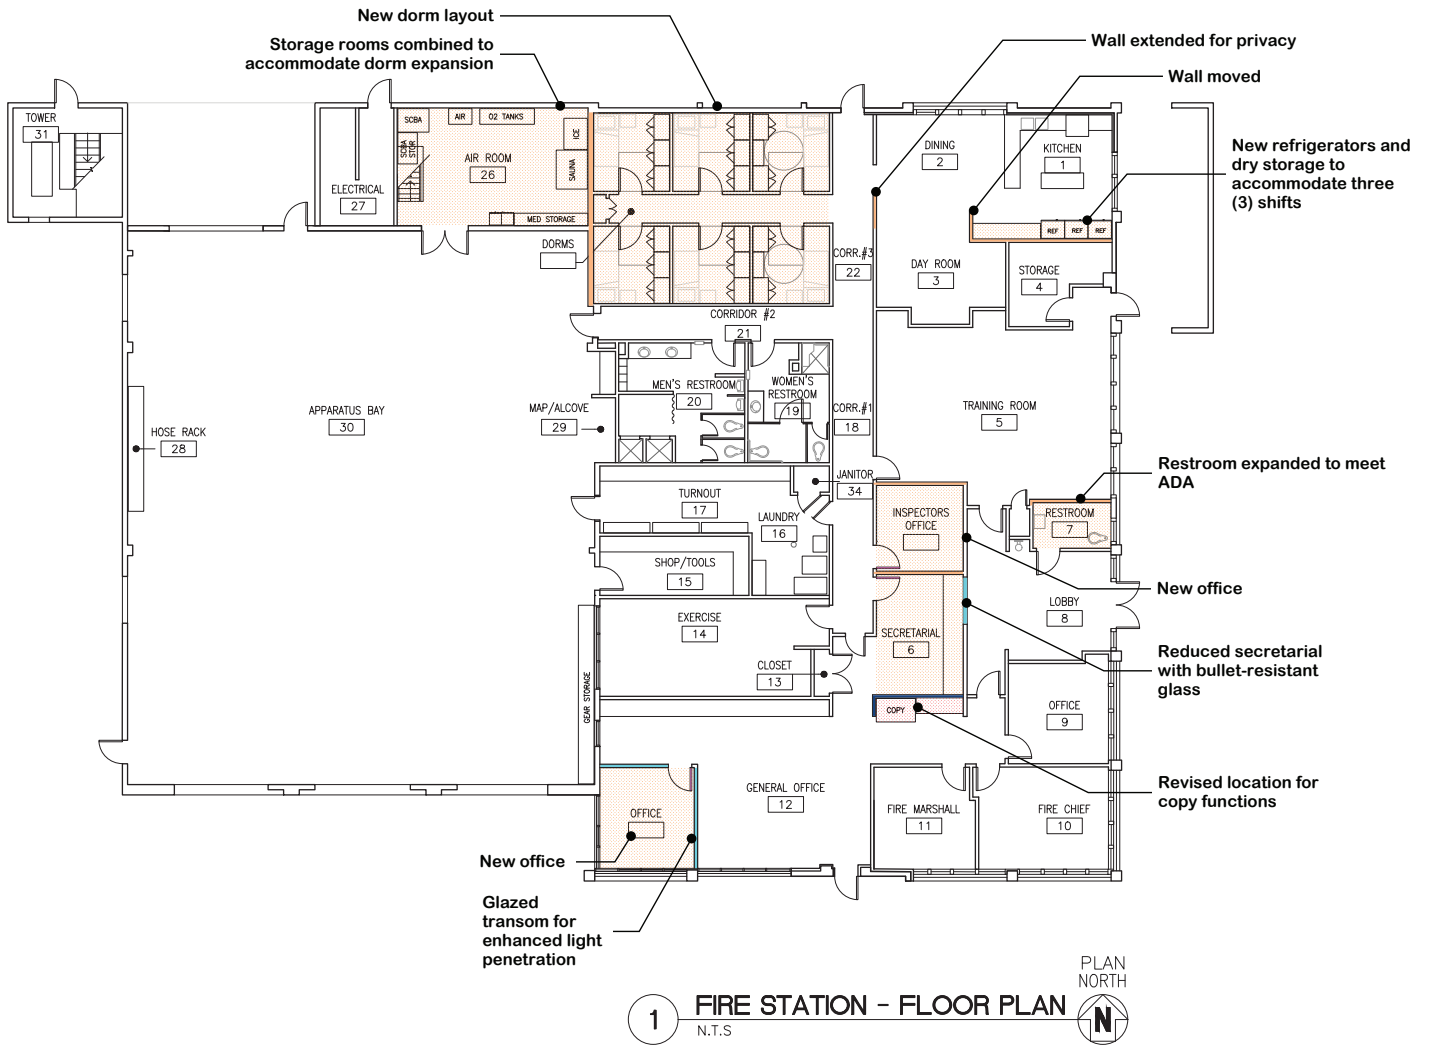 New dorm layout
Storage rooms combined to
accommodate dorm expansion
Wall extended for privacy
Wall moved
New refrigerators and
dry storage to
accommodate three
(3) shifts
TOWER
31
SCBA
AIR
O2 TANKS
ICE
SCBA
STOR
AIR ROOM
26
SAUNA
MED STORAGE
ELECTRICAL
27
DINING
2
KITCHEN
1
REF
REF
REF
DORMS
CORR.#3
22
DAY ROOM
3
STORAGE
4
CORRIDOR #2
21
MEN'S RESTROOM
20
WOMEN'S
RESTROOM
19
APPARATUS BAY
30
MAP/ALCOVE
29
CORR.#1
18
TRAINING ROOM
5
HOSE RACK
28
Restroom expanded to meet
ADA
JANITOR
34
TURNOUT
17
LAUNDRY
16
INSPECTORS
OFFICE
RESTROOM
7
SHOP/TOOLS
15
New office
EXERCISE
14
LOBBY
8
SECRETARIAL
6
Reduced secretarial
with bullet-resistant
glass
CLOSET
13
GEAR STORAGE
COPY
OFFICE
9
Revised location for
copy functions
GENERAL OFFICE
12
OFFICE
FIRE MARSHALL
11
FIRE CHIEF
10
New office
Glazed
transom for
enhanced light
penetration
PLAN
NORTH
1
FIRE STATION - FLOOR PLAN
N
N.T.S